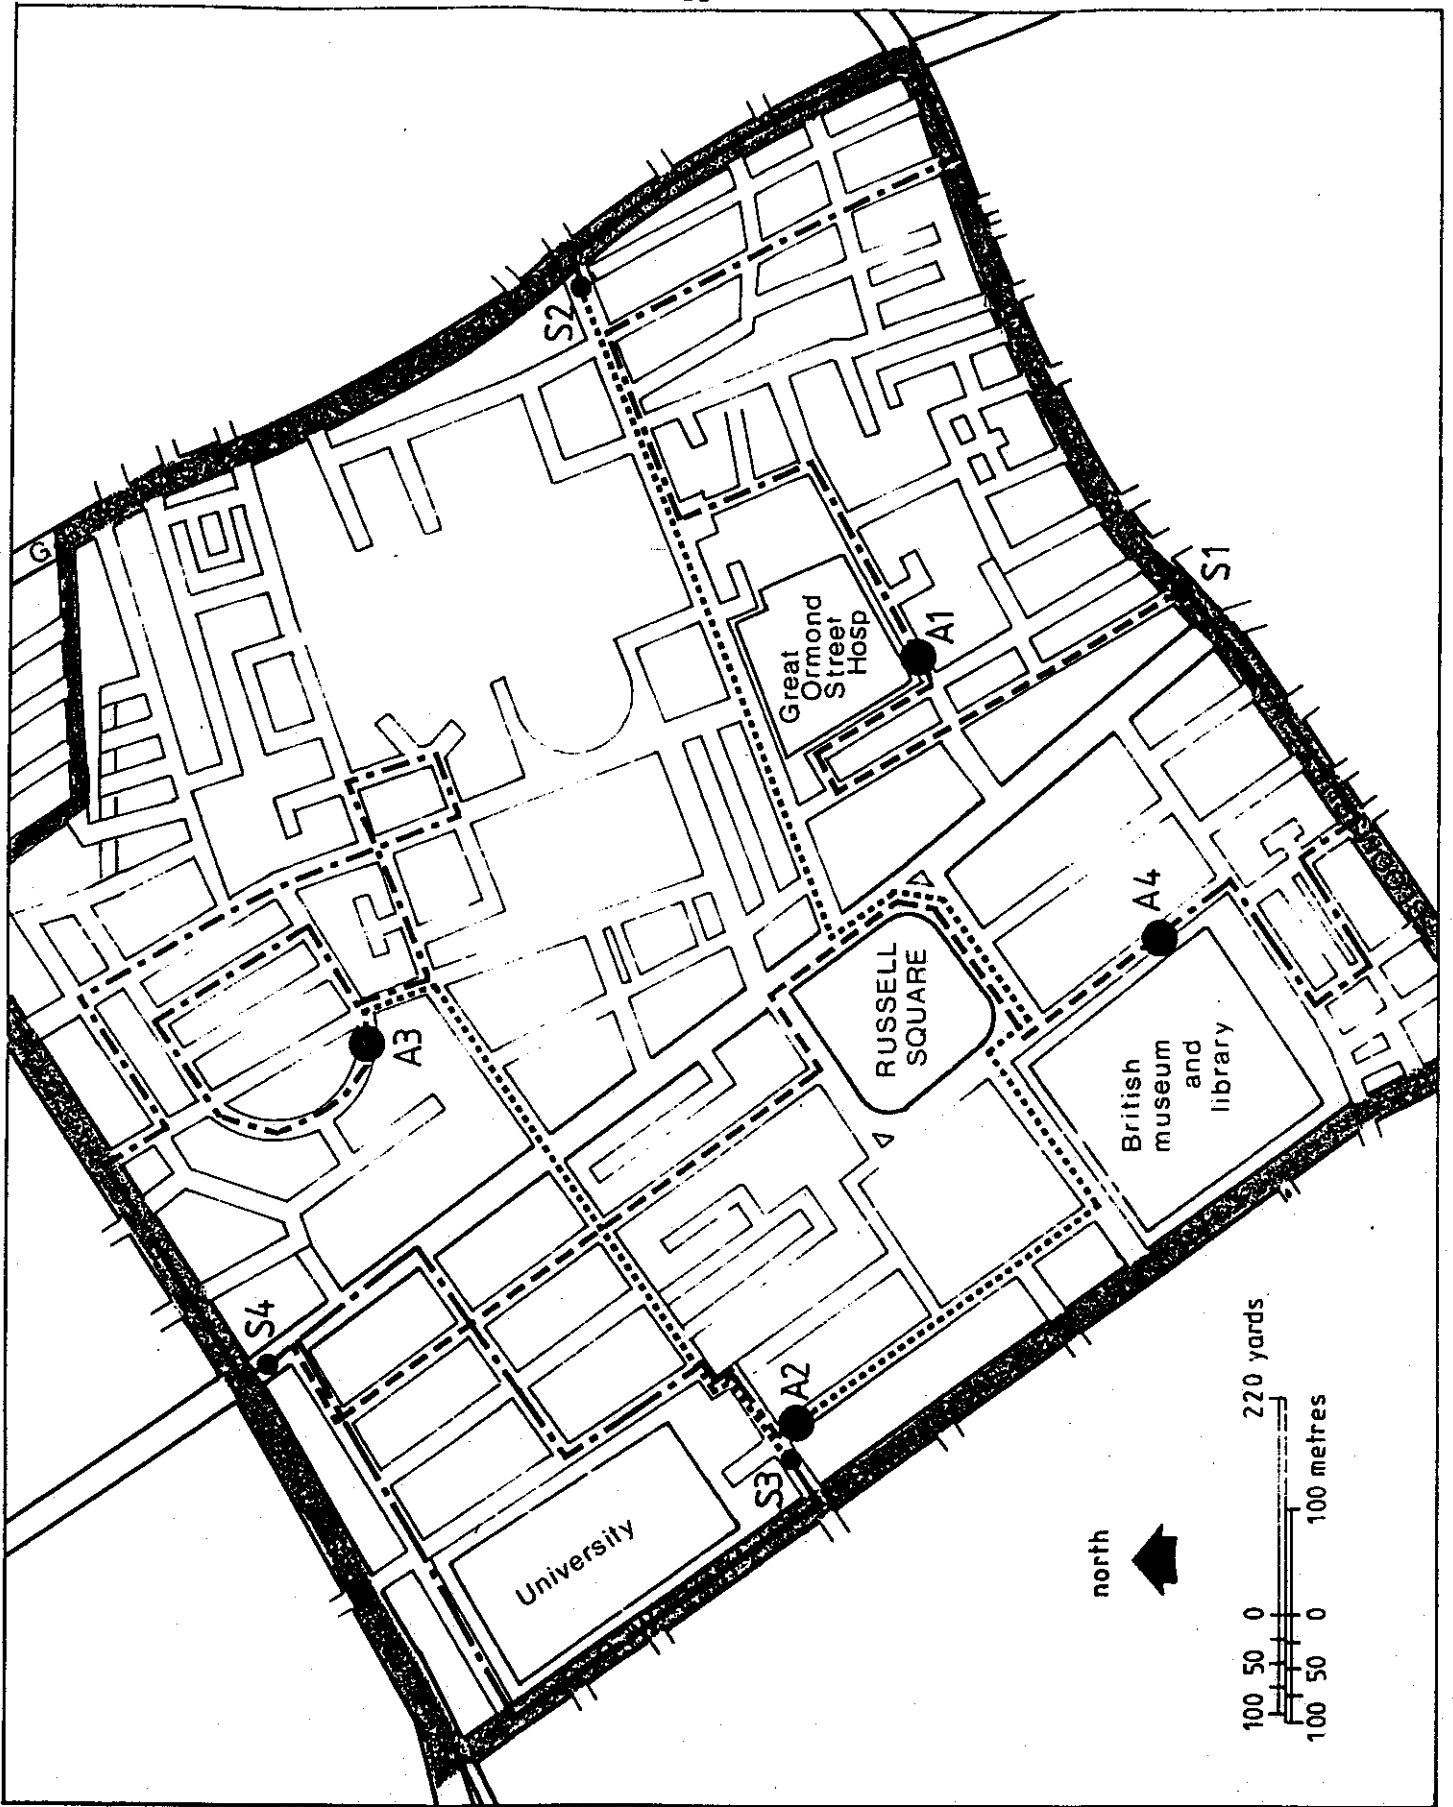 G
S2
S4
A3
Great
Ormond
Street
Hosp
A1
S1
RUSSELL
SQUARE
A4
S3
A2
University
British
museum
and
library
north
100 50 0 220 yards
100 50 0 100 metres